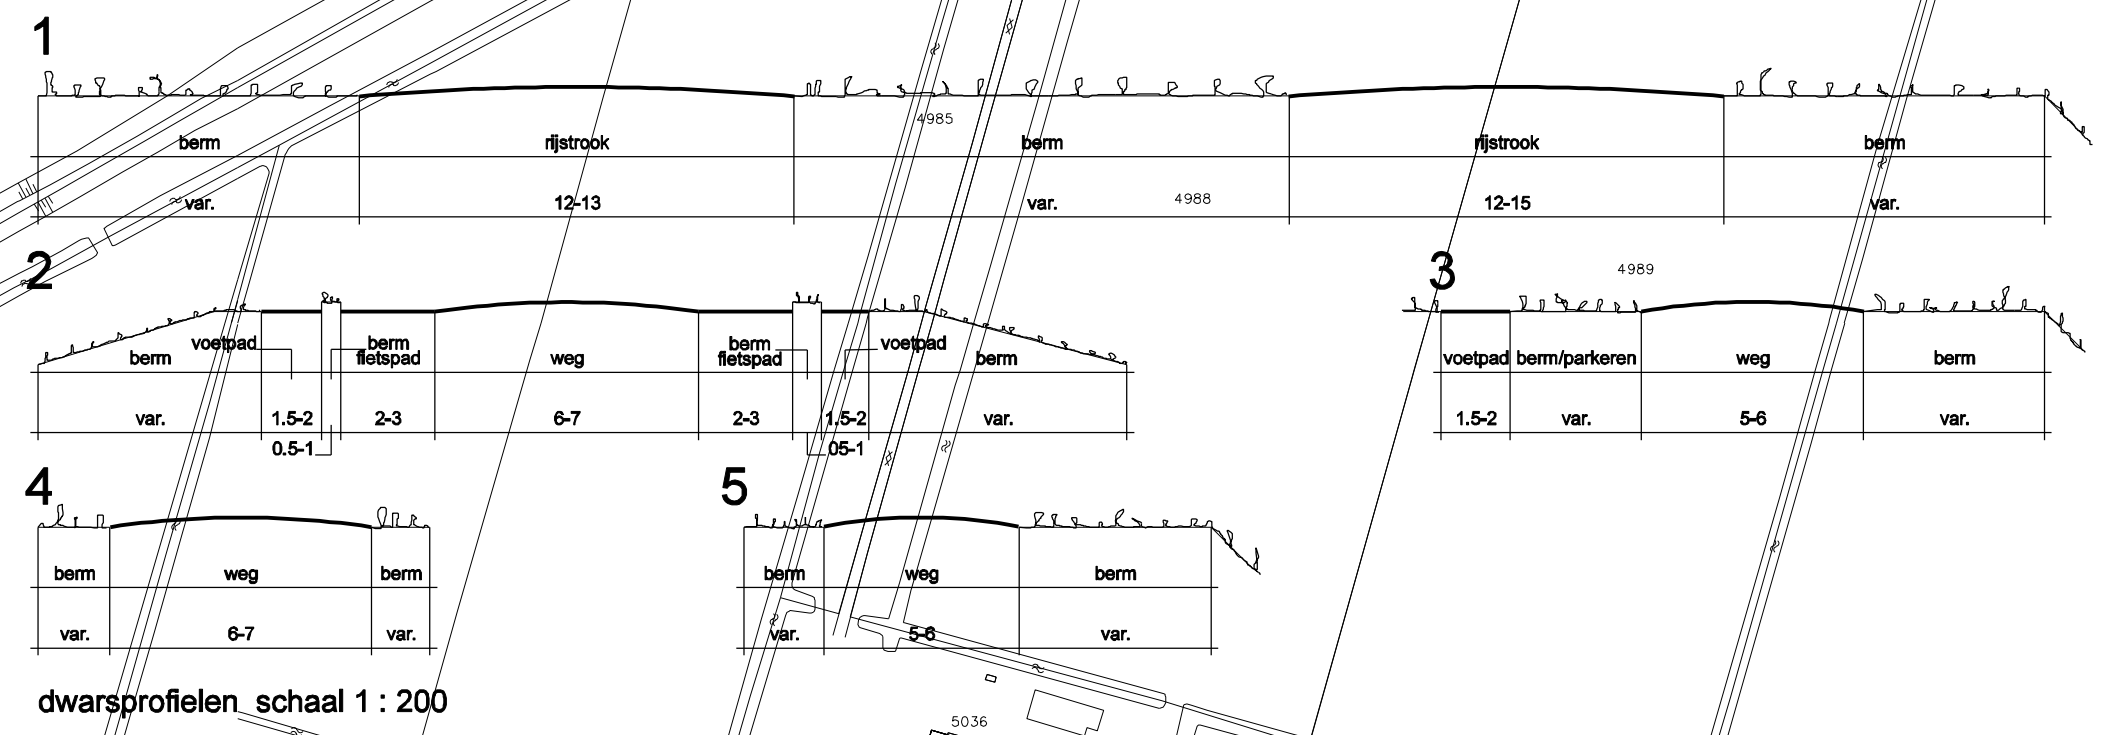 1
4985
berm rijstrook berm rijstrook berm
var. 12-13 var. 4988 12-15 var.
2 3 4989
voetpad berm berm voetpad
berm fietspad weg fietspad berm voetpad berm/parkeren weg berm
var. 1.5-2 2-3 6-7 2-3 1.5-2 var. 1.5-2 var. 5-6 var.
0.5-1 05-1
4 5
berm weg berm berm weg berm
var. 6-7 var. var. 5-6 var.
dwarsprofielen schaal 1 : 200
5036